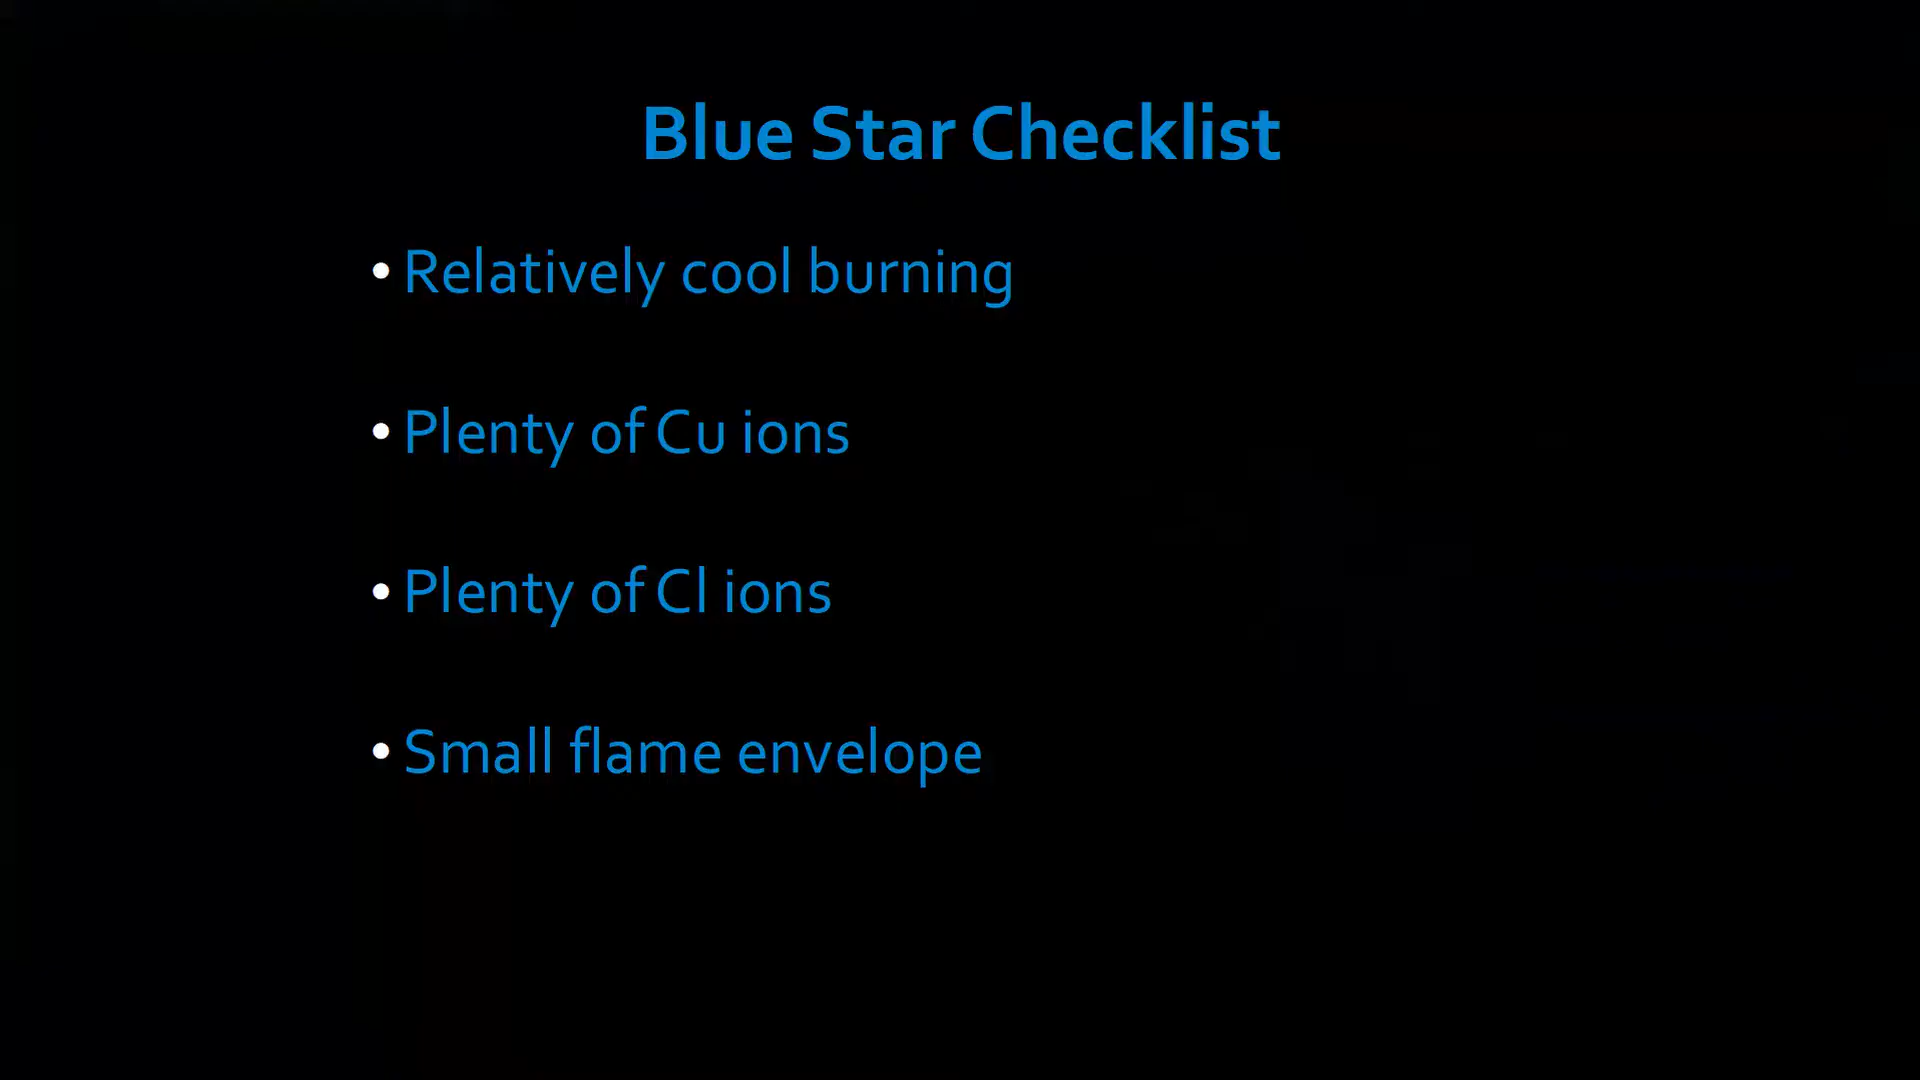 Blue Star Checklist
• Relatively cool burning
• Plenty of Cu ions
• Plenty of Cl ions
• Small flame envelope